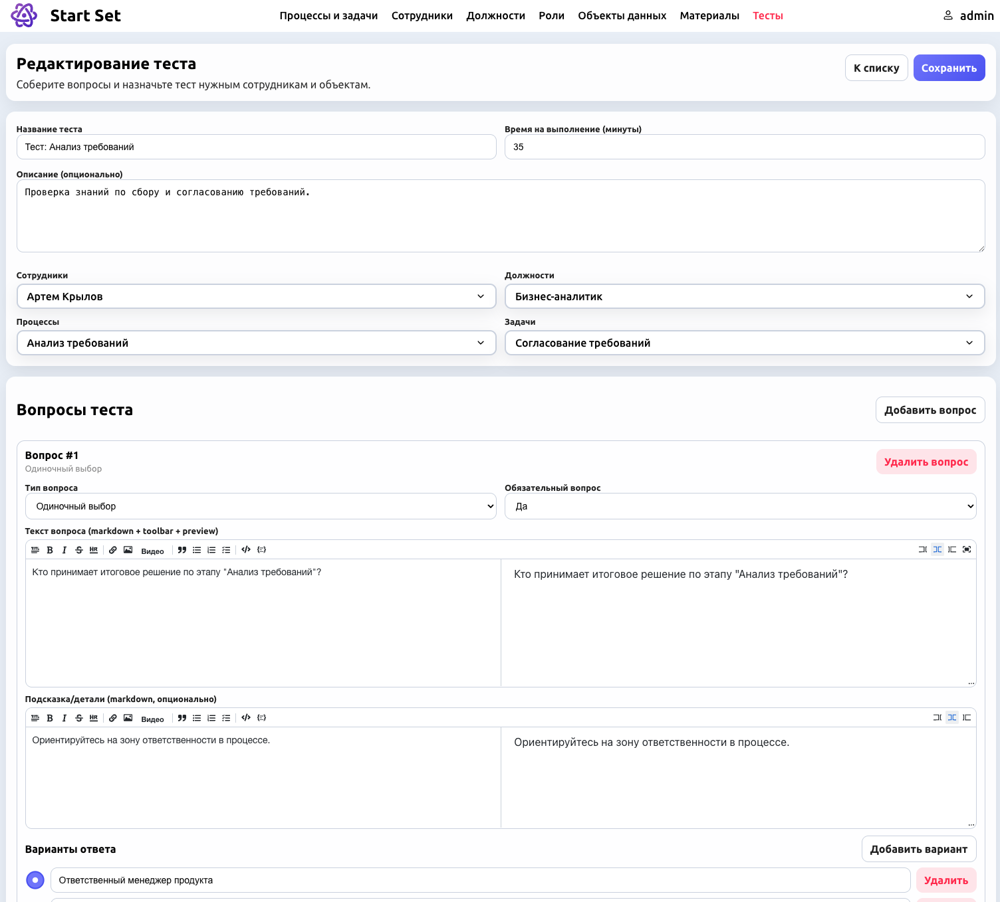 Start Set
Процессы и задачи Сотрудники Должности Роли Объекты данных Материалы Тесты
admin
Редактирование теста
Соберите вопросы и назначьте тест нужным сотрудникам и объектам.
К списку
Сохранить
Название теста
Тест: Анализ требований
Время на выполнение (минуты)
35
Описание (опционально)
Проверка знаний по сбору и согласованию требований.
Сотрудники
Артем Крылов
Должности
Бизнес-аналитик
Процессы
Анализ требований
Задачи
Согласование требований
Вопросы теста
Добавить вопрос
Вопрос #1
Одиночный выбор
Удалить вопрос
Тип вопроса
Одиночный выбор
Обязательный вопрос
Да
Текст вопроса (markdown + toolbar + preview)
TITL B I S HR Видео
Кто принимает итоговое решение по этапу "Анализ требований"?
Кто принимает итоговое решение по этапу "Анализ требований"?
...
Подсказка/детали (markdown, опционально)
TITL B I S HR Видео
Ориентируйтесь на зону ответственности в процессе.
Ориентируйтесь на зону ответственности в процессе.
...
Варианты ответа
Добавить вариант
Ответственный менеджер продукта
Удалить